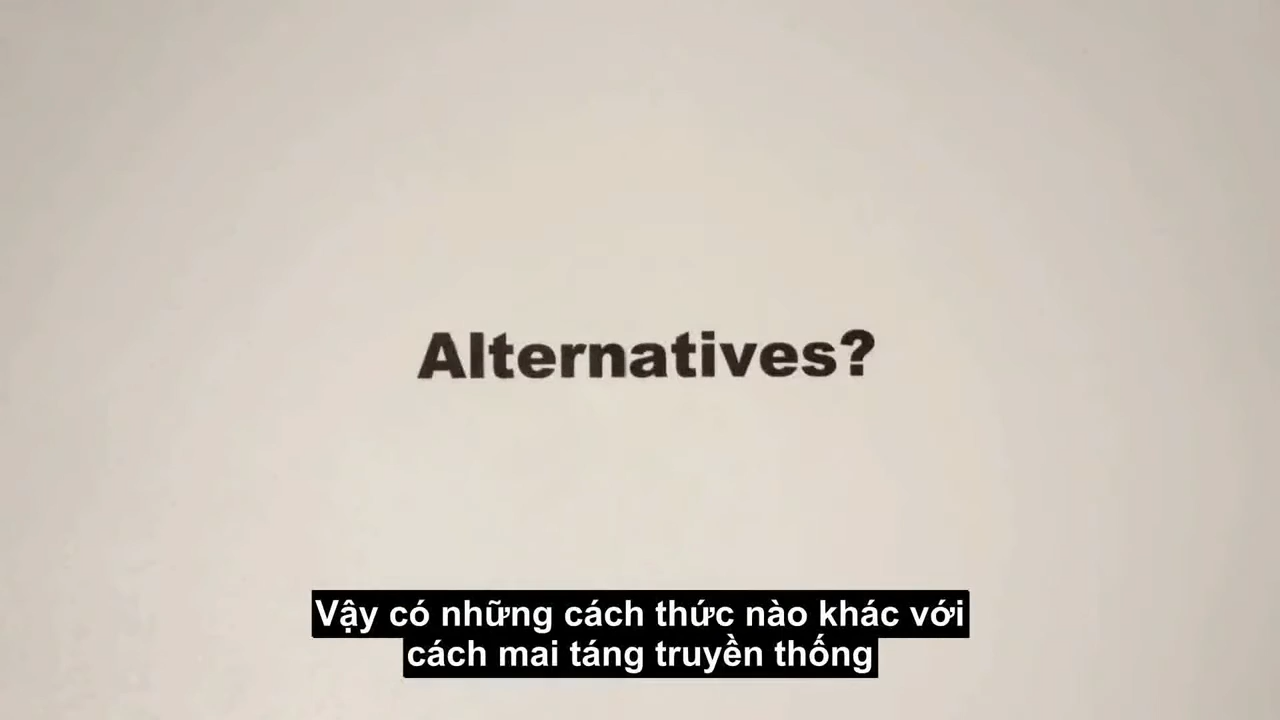 Alternatives?
Vậy có những cách thức nào khác với
cách mai táng truyền thống